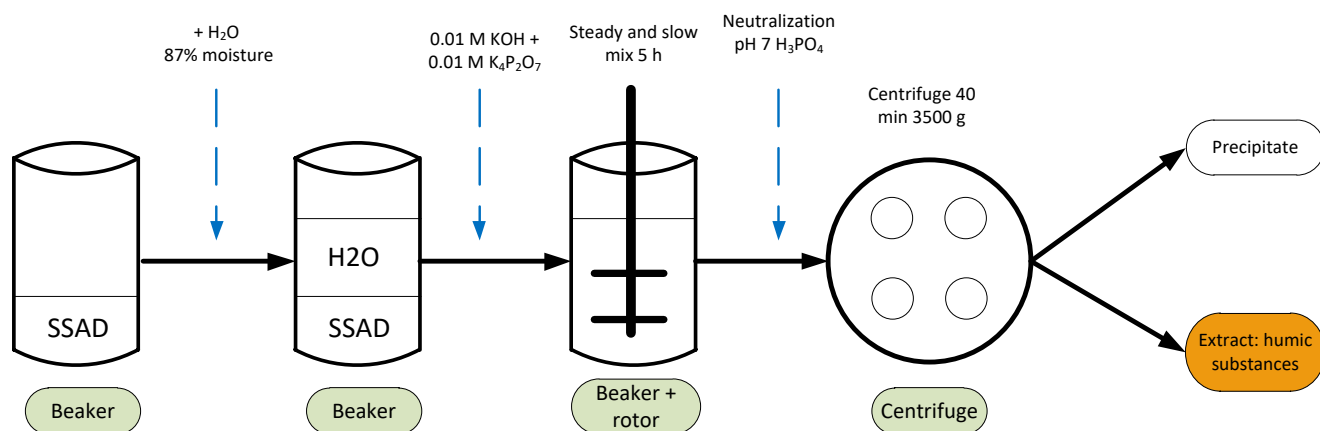 + H₂O
87% moisture
0.01 M KOH +
0.01 M K₄P₂O₇
Steady and slow
mix 5 h
Neutralization
pH 7 H₃PO₄
Centrifuge 40
min 3500 g
Precipitate
H2O
SSAD
SSAD
Extract: humic
substances
Beaker
Beaker
Beaker +
rotor
Centrifuge